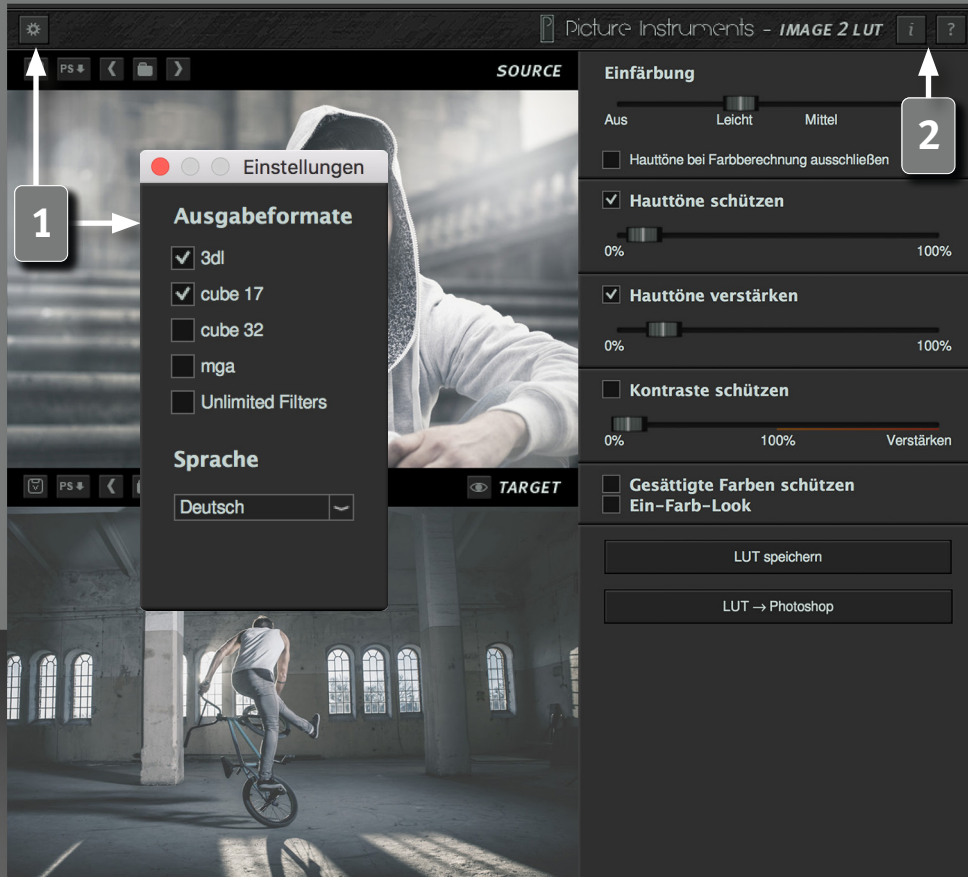 Picture Instruments – IMAGE 2 LUT
i
?
PS
SOURCE
Einfärbung
Aus Leicht Mittel
2
Hauttöne bei Farbberechnung ausschließen
Einstellungen
1
Ausgabeformate
3dl
cube 17
cube 32
mga
Unlimited Filters
Sprache
Deutsch
Hauttöne schützen
0% 100%
Hauttöne verstärken
0% 100%
Kontraste schützen
0% 100% Verstärken
PS
TARGET
Gesättigte Farben schützen
Ein-Farb-Look
LUT speichern
LUT → Photoshop